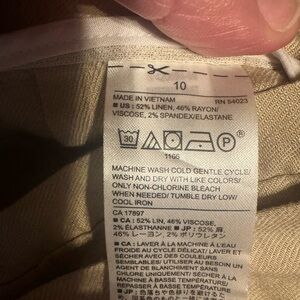 10
MADE IN VIETNAM
RN 54023
■ US : 52% LINEN, 46% RAYON/
VISCOSE, 2% SPANDEX/ELASTANE
30
P
1166
MACHINE WASH COLD GENTLE CYCLE/
WASH AND DRY WITH LIKE COLORS/
ONLY NON-CHLORINE BLEACH
WHEN NEEDED/ TUMBLE DRY LOW/
COOL IRON
CA 17897
■ CA : 52% LIN, 46% VISCOSE,
2% ÉLASTHANNE ■ JP : 52% 麻
46% レーヨン, 2% ポリウレタン
■ CA : LAVER À LA MACHINE À L'EAU
FROIDE AU CYCLE DÉLICAT/ LAVER ET
SÉCHER AVEC DES COULEURS
SEMBLABLES/ UTILISER AU BESOIN UN
AGENT DE BLANCHIMENT SANS
CHLORE UNIQUEMENT/ SÉCHER À LA
MACHINE À BASSE TEMPÉRATURE/
REPASSER À BASSE